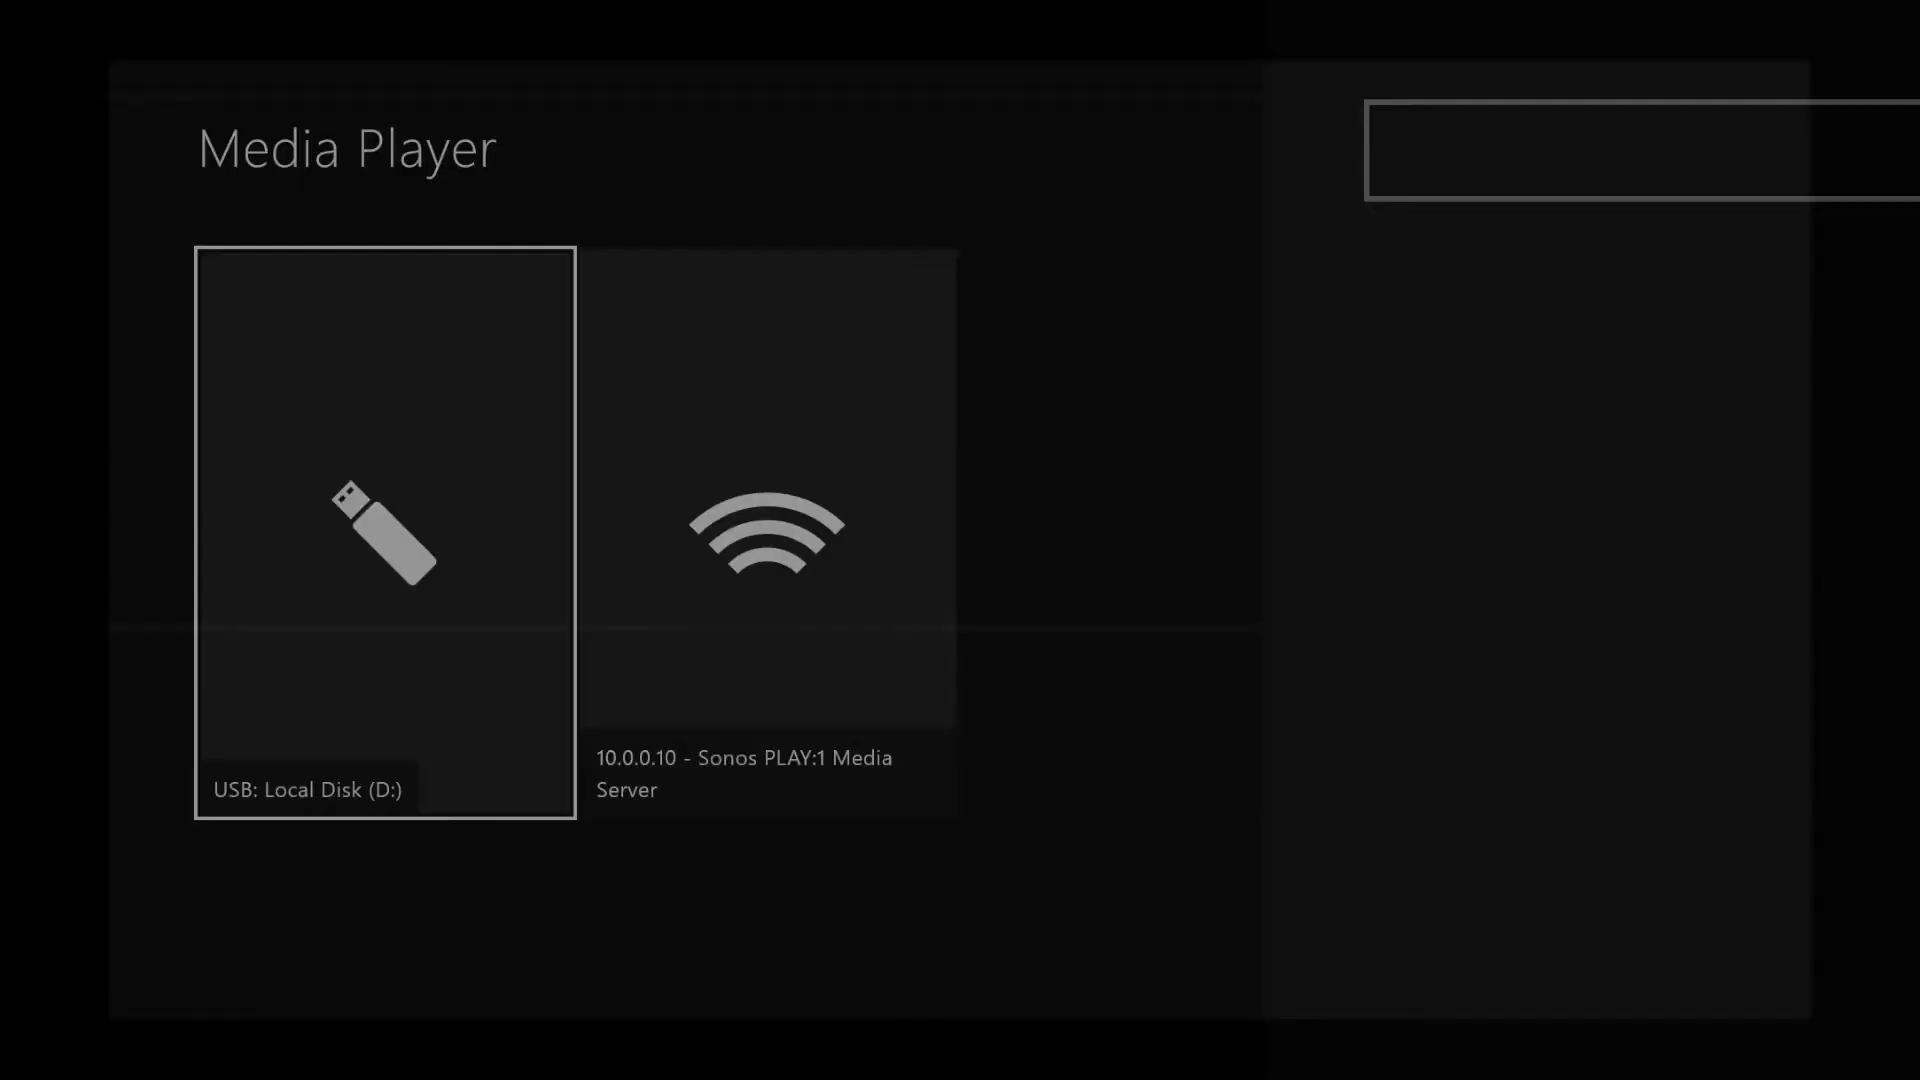 Media Player
USB: Local Disk (D:)
10.0.0.10 - Sonos PLAY:1 Media
Server